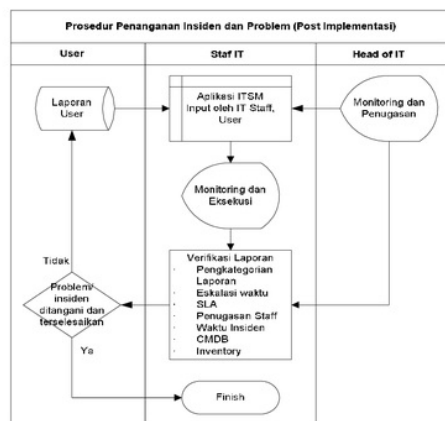 Prosedur Penanganan Insiden dan Problem (Post Implementasi)
User
Staf IT
Head of IT
Laporan
User
Aplikasi ITSM
Input oleh IT Staff,
User
Monitoring dan
Penugasan
Monitoring dan
Eksekusi
Tidak
Problem/
insiden
ditangani dan
terselesaikan
Ya
Verifikasi Laporan
· Pengkategorian
Laporan
· Eskalasi waktu
· SLA
· Penugasan Staff
· Waktu Insiden
· CMDB
· Inventory
Finish